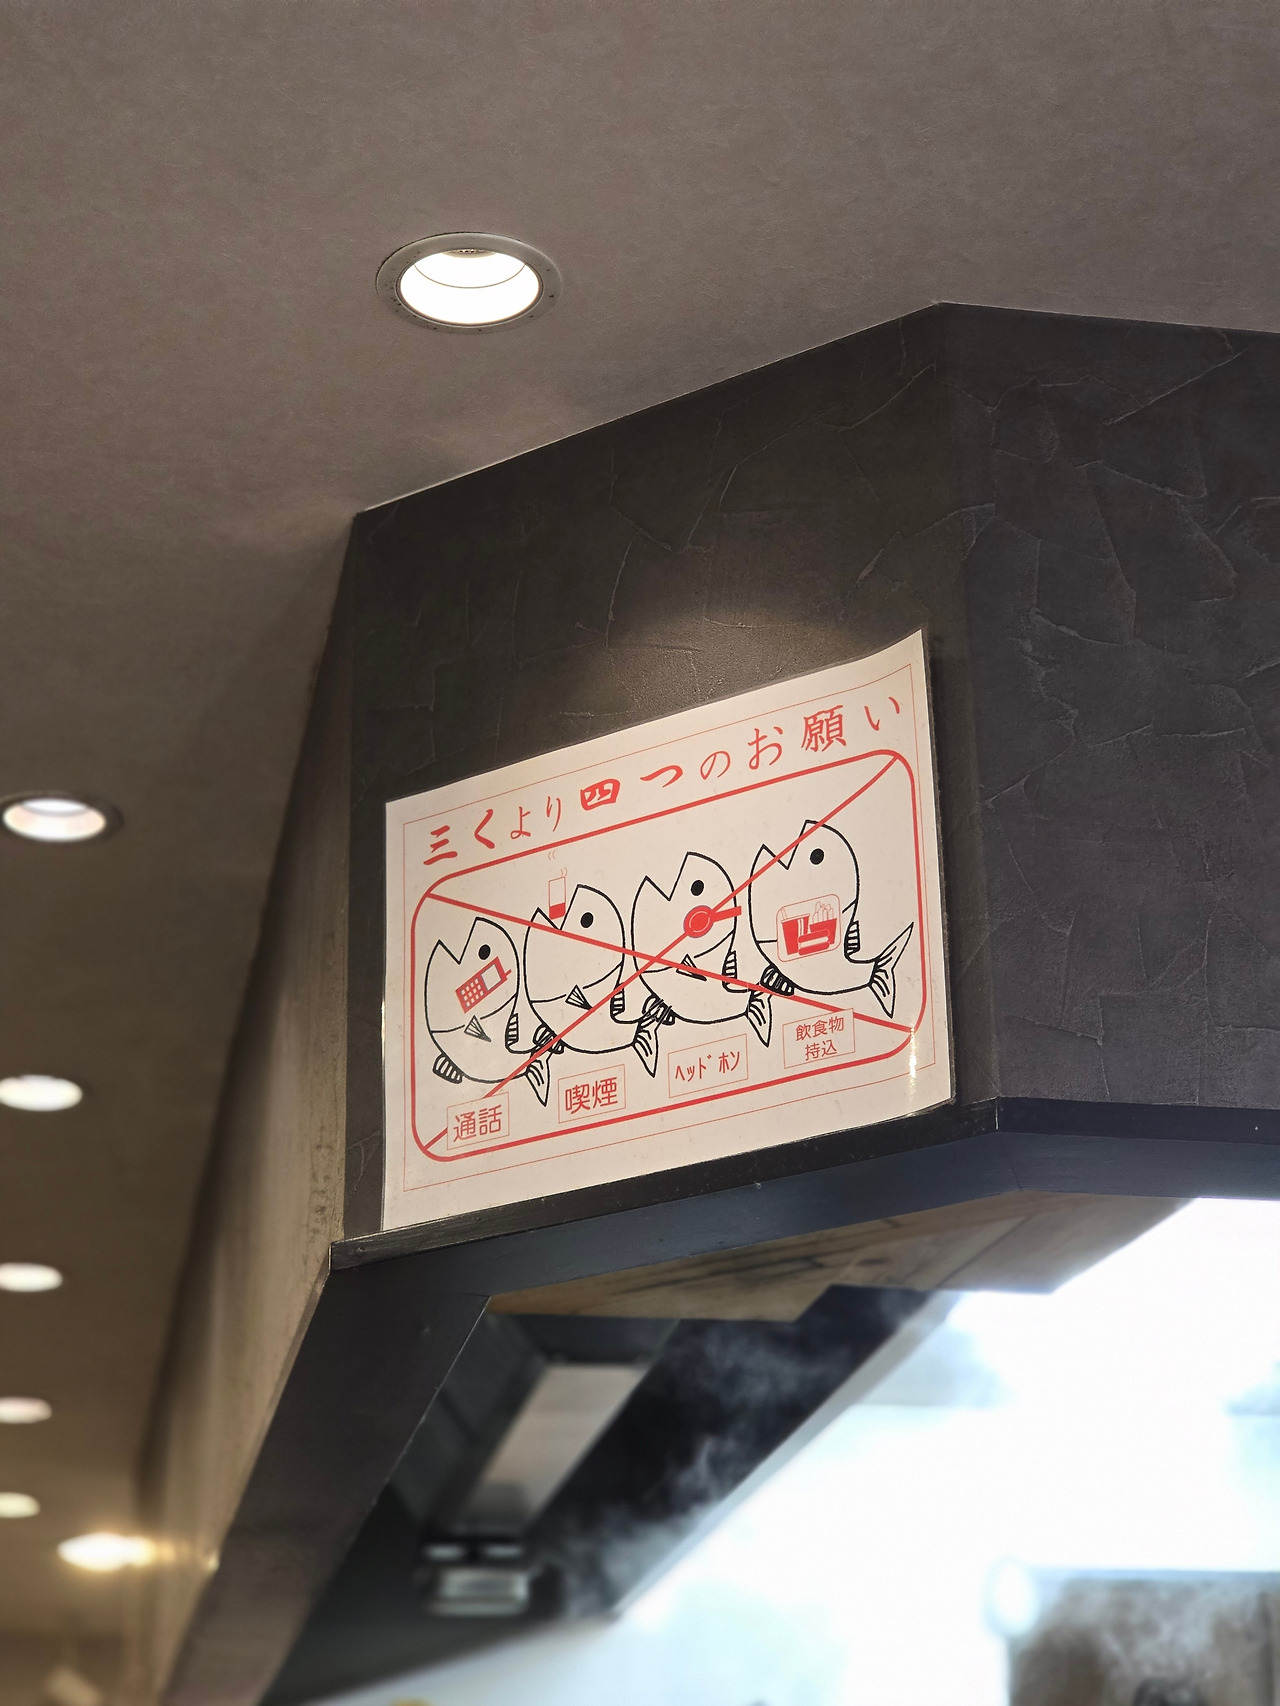 三くより四つのお願い
通話
喫煙
ﾍｯﾄﾞﾎﾝ
飲食物
持込